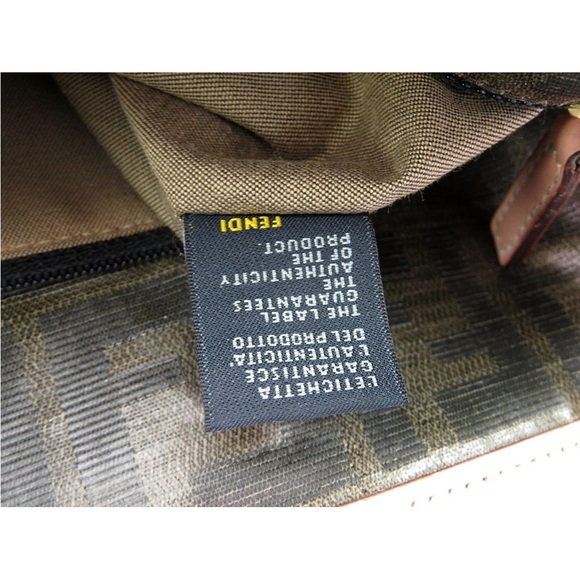 L'ETICHETTA
GARANTISCE
L'AUTENTICITA'
DEL PRODOTTO
THE LABEL
GUARANTEES
THE
AUTHENTICITY
OF THE
PRODUCT.
FENDI